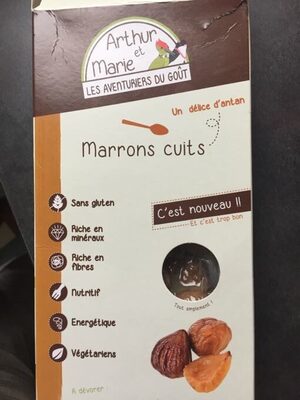 Arthur
et
Marie
LES AVENTURIERS DU GOÛT
Un délice d'antan
Marrons cuits
Sans gluten
C'est nouveau !!
Et c'est trop bon
Riche en
minéraux
Riche en
fibres
Nutritif
Tout simplement !
Energétique
Végétariens
A dévorer :